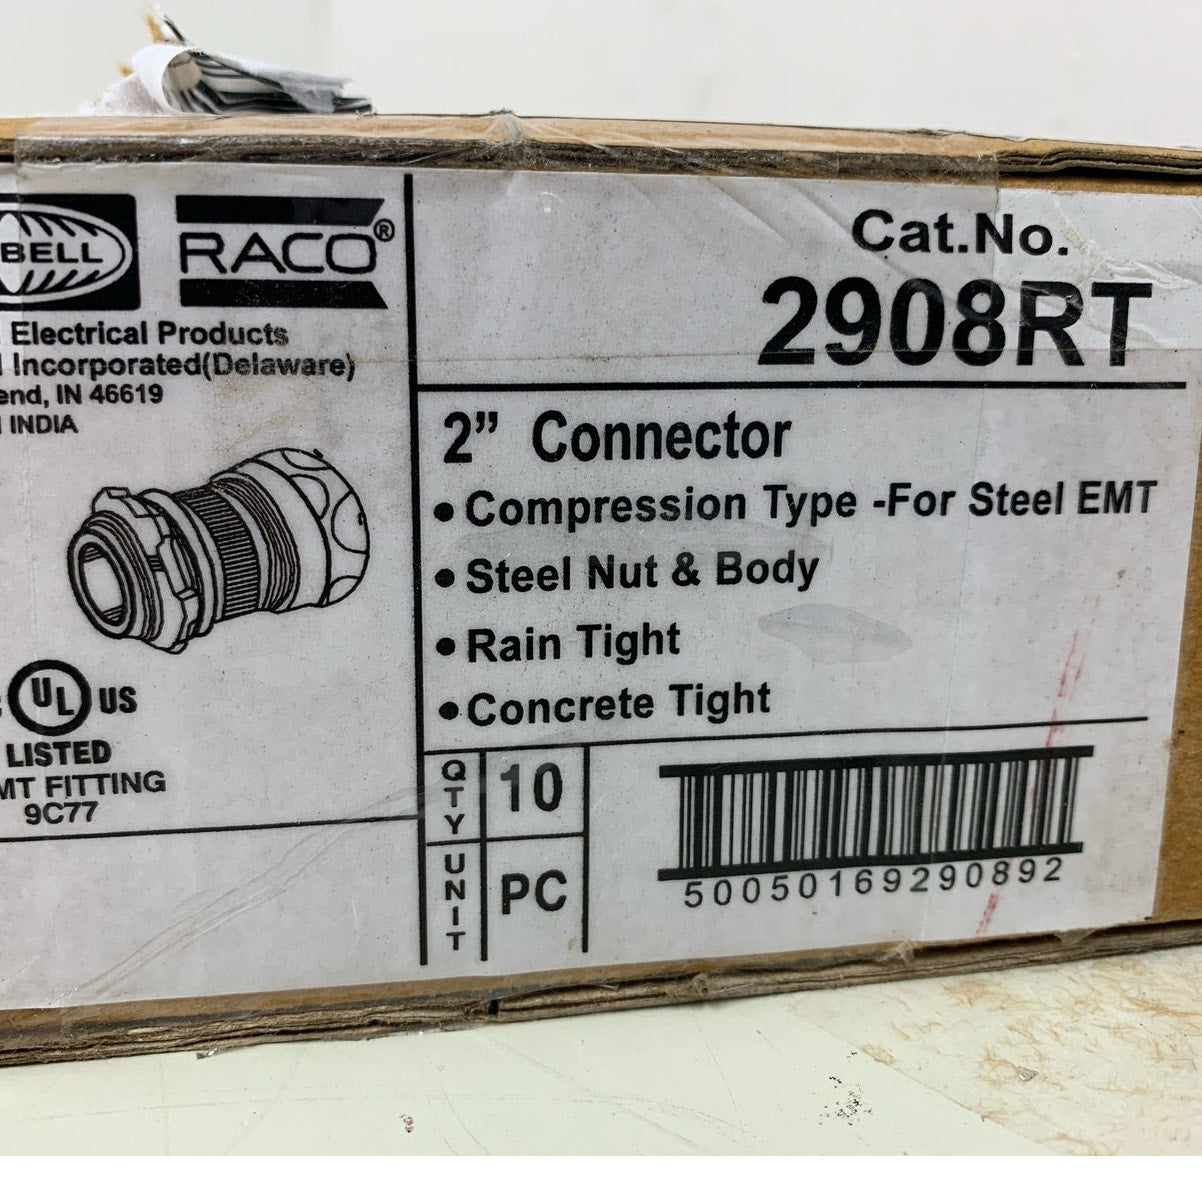 BELL
RACO®
Electrical Products
Incorporated(Delaware)
end, IN 46619
INDIA
UL US
LISTED
MT FITTING
9C77
Cat.No.
2908RT
2” Connector
• Compression Type -For Steel EMT
• Steel Nut & Body
• Rain Tight
• Concrete Tight
QTY 10
UNIT PC
50050169290892